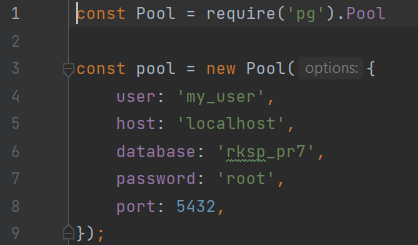 1 const Pool = require('pg').Pool
2
3 const pool = new Pool( options: {
4 user: 'my_user',
5 host: 'localhost',
6 database: 'rksp_pr7',
7 password: 'root',
8 port: 5432,
9 });